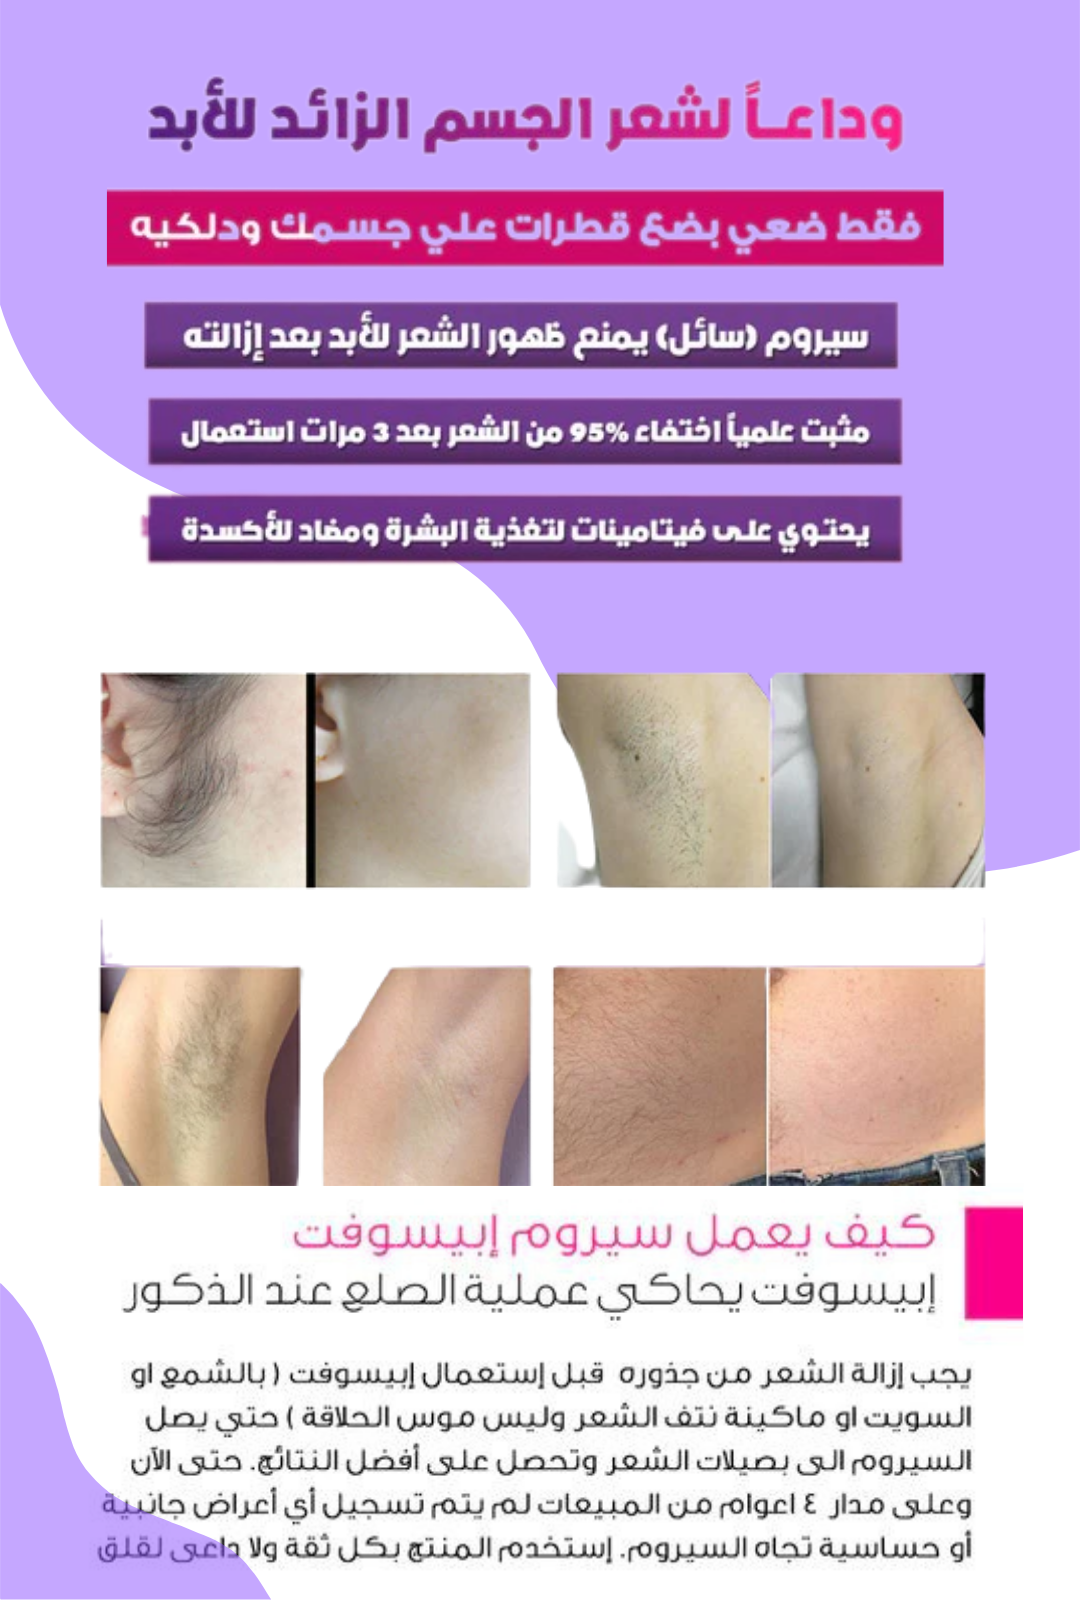 وداعـاً لشعر الجسم الزائد للأبد
فقط ضعي بضع قطرات علي جسمك ودلكيه
سيروم (سائل) يمنع ظهور الشعر للأبد بعد إزالته
مثبت علمياً اختفاء 95% من الشعر بعد 3 مرات استعمال
يحتوي على فيتامينات لتغذية البشرة ومضاد للأكسدة
كيف يعمل سيروم إبيسوفت
إبيسوفت يحاكي عملية الصلع عند الذكور
يجب إزالة الشعر من جذوره قبل إستعمال إبيسوفت ( بالشمع او
السويت او ماكينة نتف الشعر وليس موس الحلاقة ) حتي يصل
السيروم الى بصيلات الشعر وتحصل على أفضل النتائج. حتى الآن
وعلى مدار ٤ اعوام من المبيعات لم يتم تسجيل أي أعراض جانبية
أو حساسية تجاه السيروم. إستخدم المنتج بكل ثقة ولا داعى لقلق